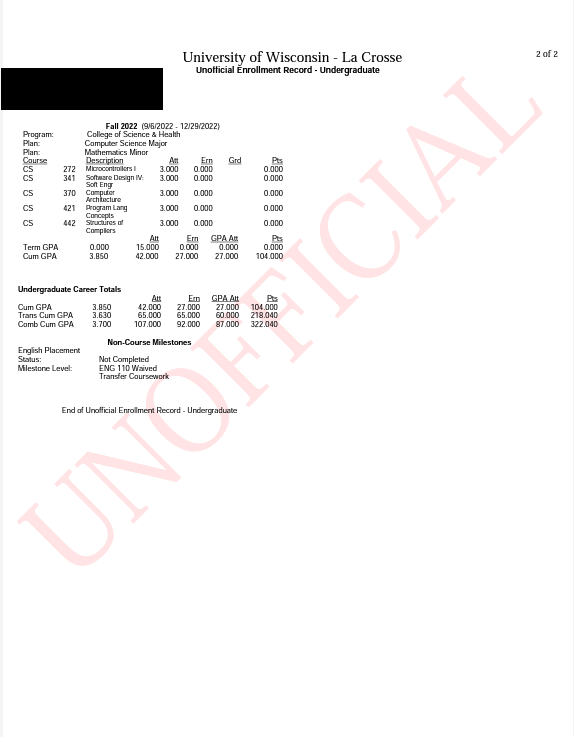 University of Wisconsin - La Crosse
2 of 2
Unofficial Enrollment Record - Undergraduate
Fall 2022 (9/6/2022 - 12/29/2022)
Program: College of Science & Health
Plan: Computer Science Major
Plan: Mathematics Minor
Course Description Att Ern Grd Pts
CS 272 Microcontrollers I 3.000 0.000 0.000
CS 341 Software Design IV: 3.000 0.000 0.000
Soft Engr
CS 370 Computer 3.000 0.000 0.000
Architecture
CS 421 Program Lang 3.000 0.000 0.000
Concepts
CS 442 Structures of 3.000 0.000 0.000
Compilers
Att Ern GPA Att Pts
Term GPA 0.000 15.000 0.000 0.000 0.000
Cum GPA 3.850 42.000 27.000 27.000 104.000
Undergraduate Career Totals
Att Ern GPA Att Pts
Cum GPA 3.850 42.000 27.000 27.000 104.000
Trans Cum GPA 3.630 65.000 65.000 60.000 218.040
Comb Cum GPA 3.700 107.000 92.000 87.000 322.040
Non-Course Milestones
English Placement
Status: Not Completed
Milestone Level: ENG 110 Waived
Transfer Coursework
End of Unofficial Enrollment Record - Undergraduate
UNOFFICIAL